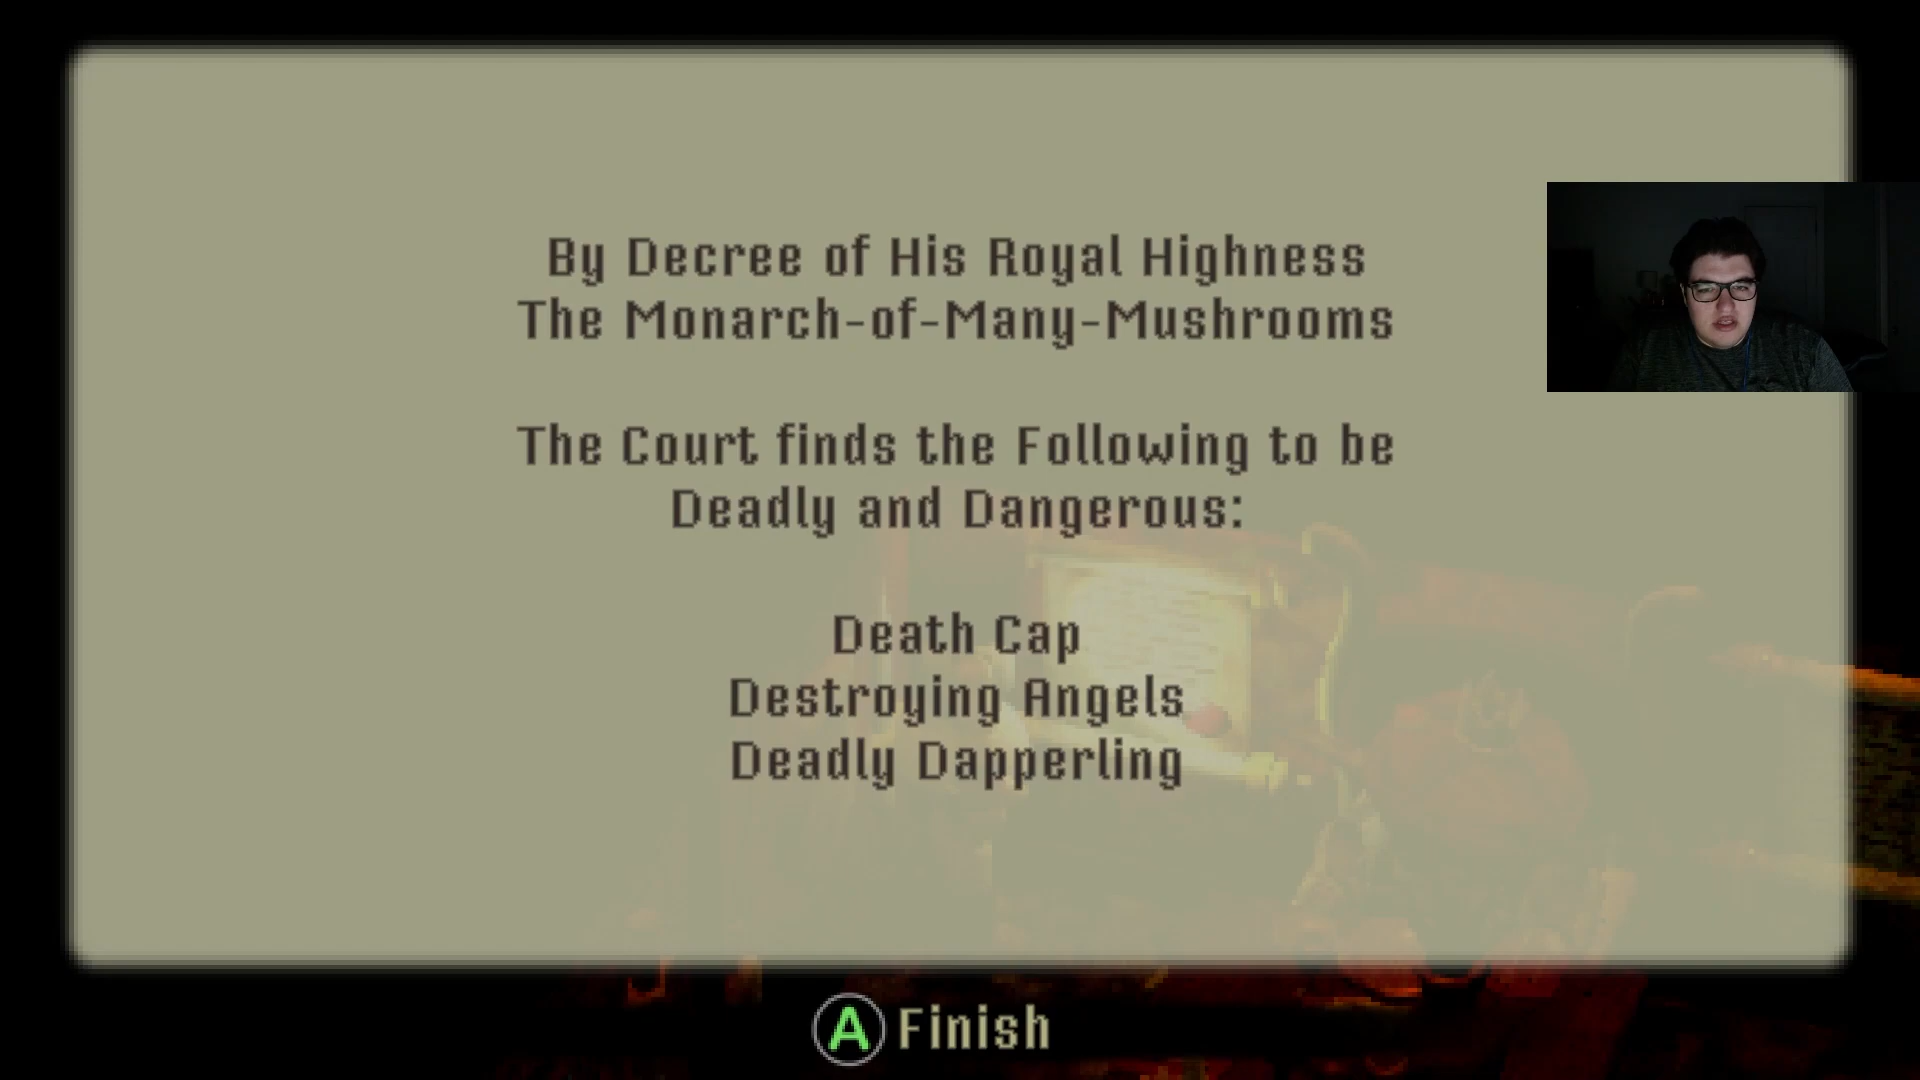 By Decree of His Royal Highness
The Monarch-of-Many-Mushrooms
The Court finds the Following to be
Deadly and Dangerous:
Death Cap
Destroying Angels
Deadly Dapperling
A Finish